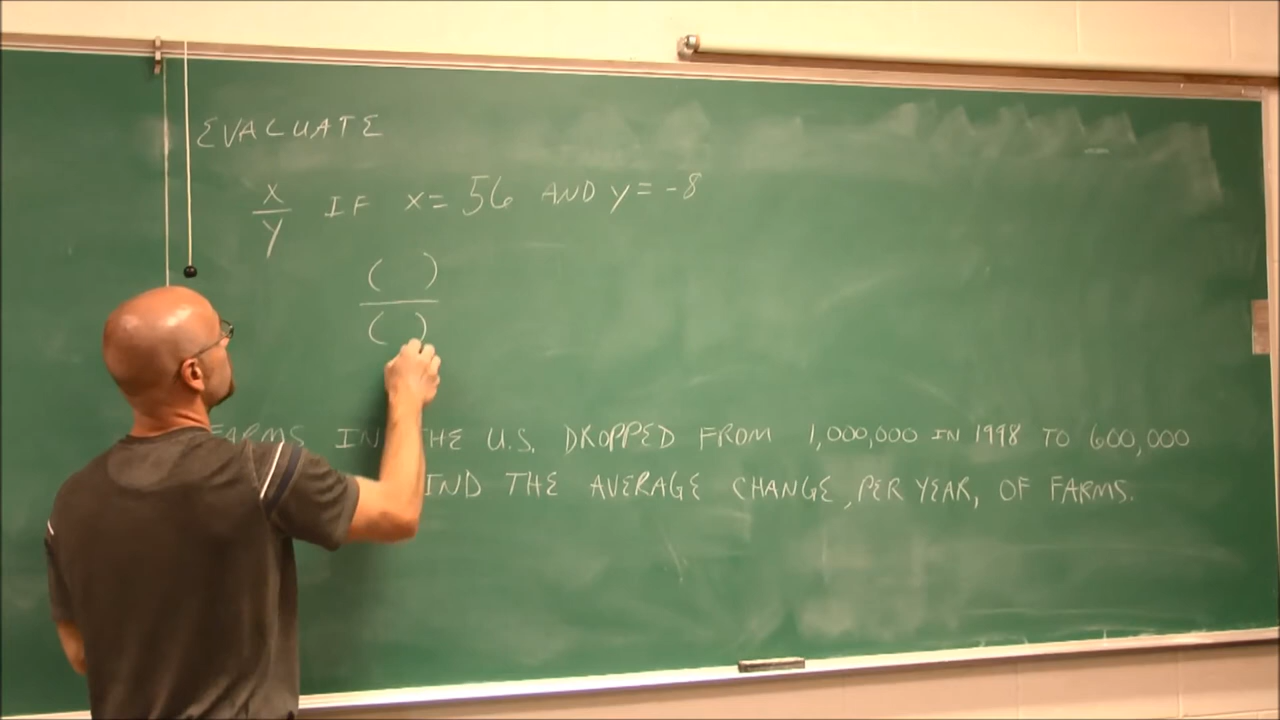 EVALUATE
x/y IF x = 56 AND y = -8
( )/( )
FARMS IN THE U.S. DROPPED FROM 1,000,000 IN 1998 TO 600,000
THE AVERAGE CHANGE, PER YEAR, OF FARMS.